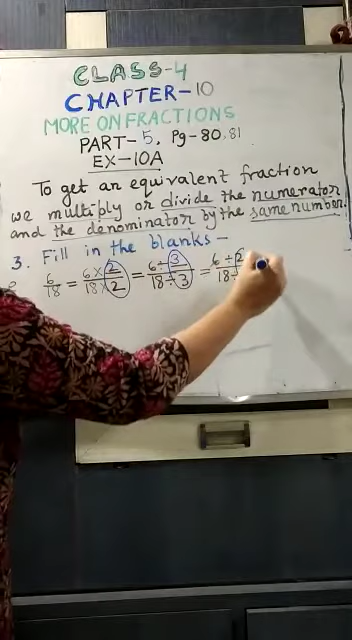 CLASS-4
CHAPTER-10
MORE ON FRACTIONS
PART-5, Pg-80,81
EX-10A
To get an equivalent fraction
we multiply or divide the numerator
and the denominator by the same number.
3. Fill in the blanks -
6/18 = 6×2/18×2 = 6÷3/18÷3 = 6÷2/18÷